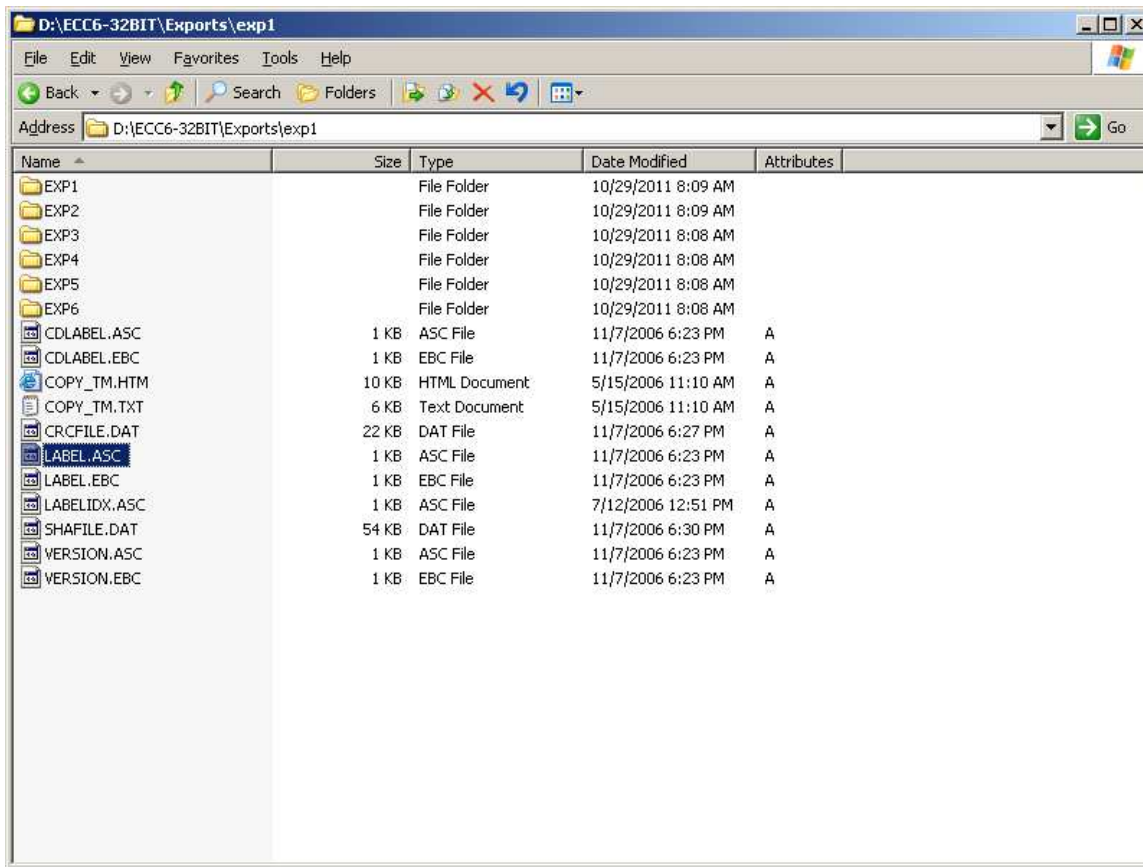 D:\ECC6-32BIT\Exports\exp1
File Edit View Favorites Tools Help
Back Search Folders
Address D:\ECC6-32BIT\Exports\exp1 Go
Name Size Type Date Modified Attributes
EXP1 File Folder 10/29/2011 8:09 AM
EXP2 File Folder 10/29/2011 8:09 AM
EXP3 File Folder 10/29/2011 8:08 AM
EXP4 File Folder 10/29/2011 8:08 AM
EXP5 File Folder 10/29/2011 8:08 AM
EXP6 File Folder 10/29/2011 8:08 AM
CDLABEL.ASC 1 KB ASC File 11/7/2006 6:23 PM A
CDLABEL.EBC 1 KB EBC File 11/7/2006 6:23 PM A
COPY_TM.HTM 10 KB HTML Document 5/15/2006 11:10 AM A
COPY_TM.TXT 6 KB Text Document 5/15/2006 11:10 AM A
CRCFILE.DAT 22 KB DAT File 11/7/2006 6:27 PM A
LABEL.ASC 1 KB ASC File 11/7/2006 6:23 PM A
LABEL.EBC 1 KB EBC File 11/7/2006 6:23 PM A
LABELIDX.ASC 1 KB ASC File 7/12/2006 12:51 PM A
SHAFILE.DAT 54 KB DAT File 11/7/2006 6:30 PM A
VERSION.ASC 1 KB ASC File 11/7/2006 6:23 PM A
VERSION.EBC 1 KB EBC File 11/7/2006 6:23 PM A